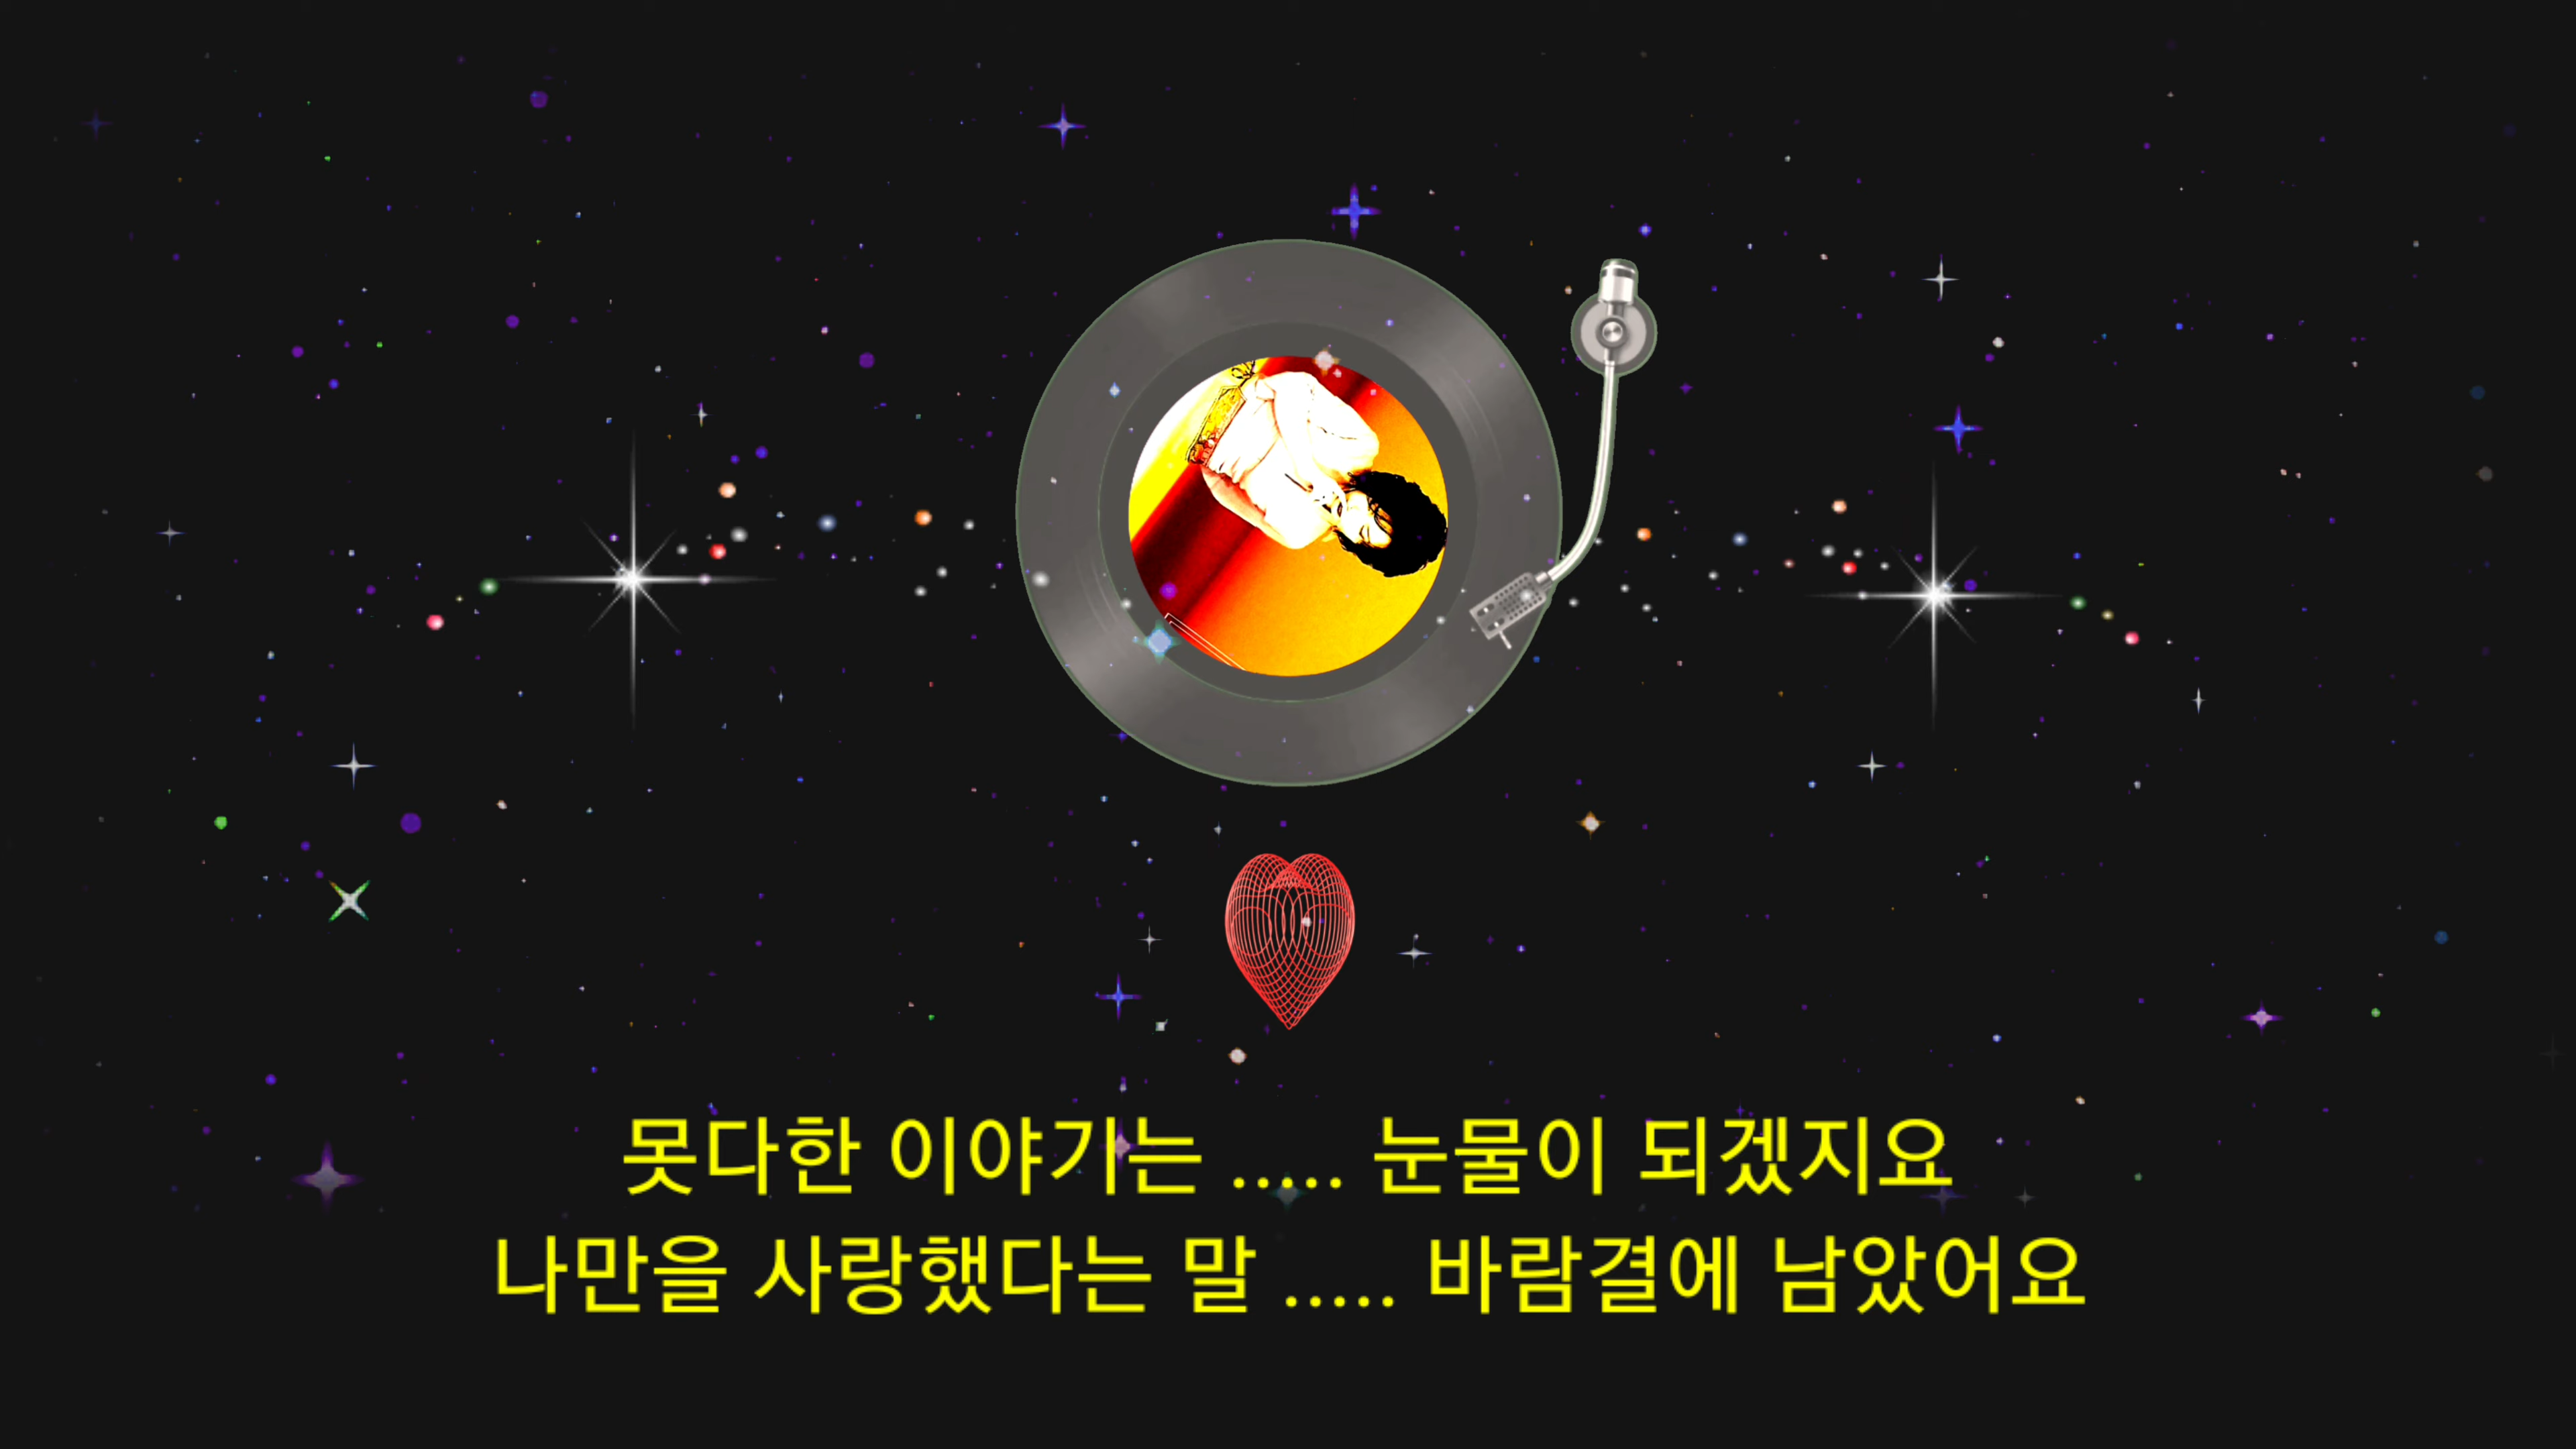 못다한 이야기는 ..... 눈물이 되겠지요
나만을 사랑했다는 말 ..... 바람결에 남았어요